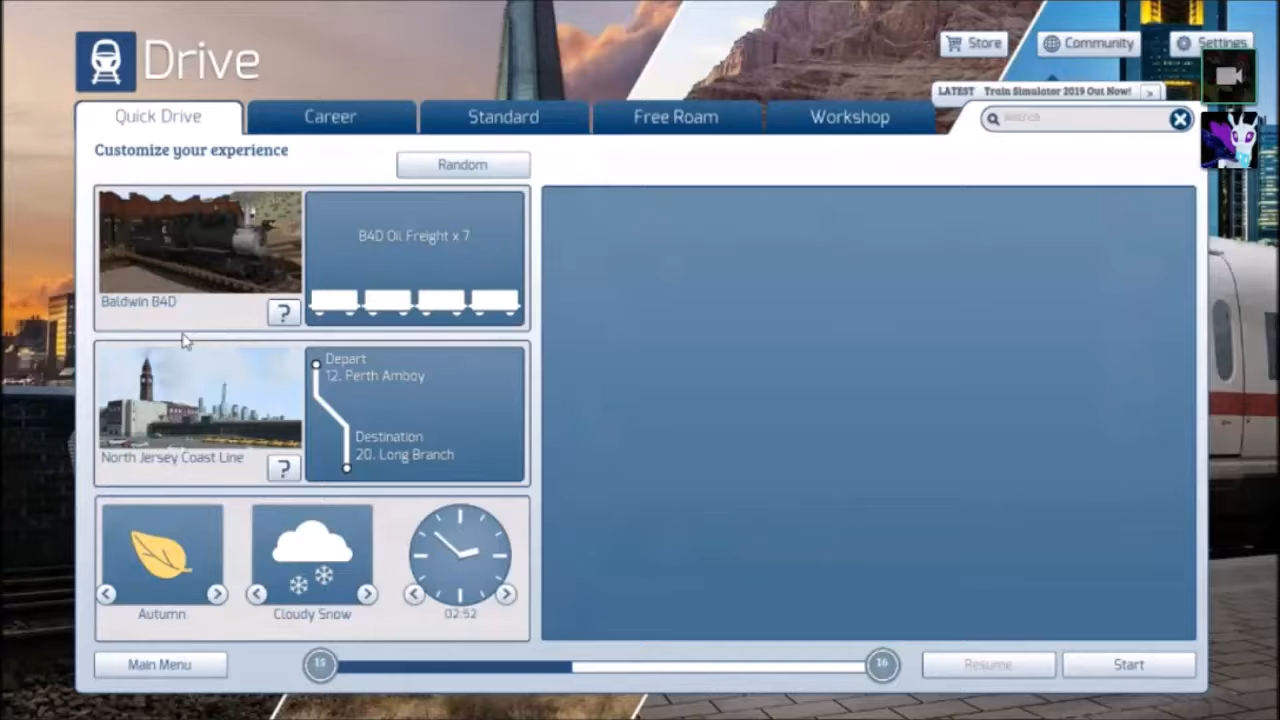 Drive
Store
Community
Settings
LATEST Train Simulator 2019 Out Now! >
Quick Drive
Career
Standard
Free Roam
Workshop
Search
Customize your experience
Random
B4D Oil Freight x 7
Baldwin B4D
?
Depart
12. Perth Amboy
Destination
20. Long Branch
North Jersey Coast Line
?
Autumn
Cloudy Snow
02:52
Main Menu
15
16
Resume
Start